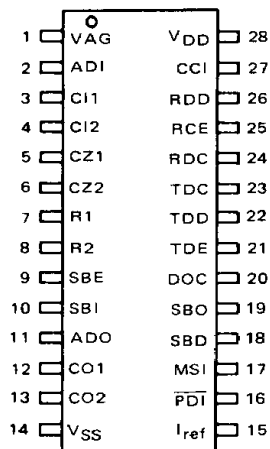 1 VAG VDD 28
2 ADI CCI 27
3 CI1 RDD 26
4 CI2 RCE 25
5 CZ1 RDC 24
6 CZ2 TDC 23
7 R1 TDD 22
8 R2 TDE 21
9 SBE DOC 20
10 SBI SBO 19
11 ADO SBD 18
12 CO1 MSI 17
13 CO2 PDI 16
14 VSS Iref 15